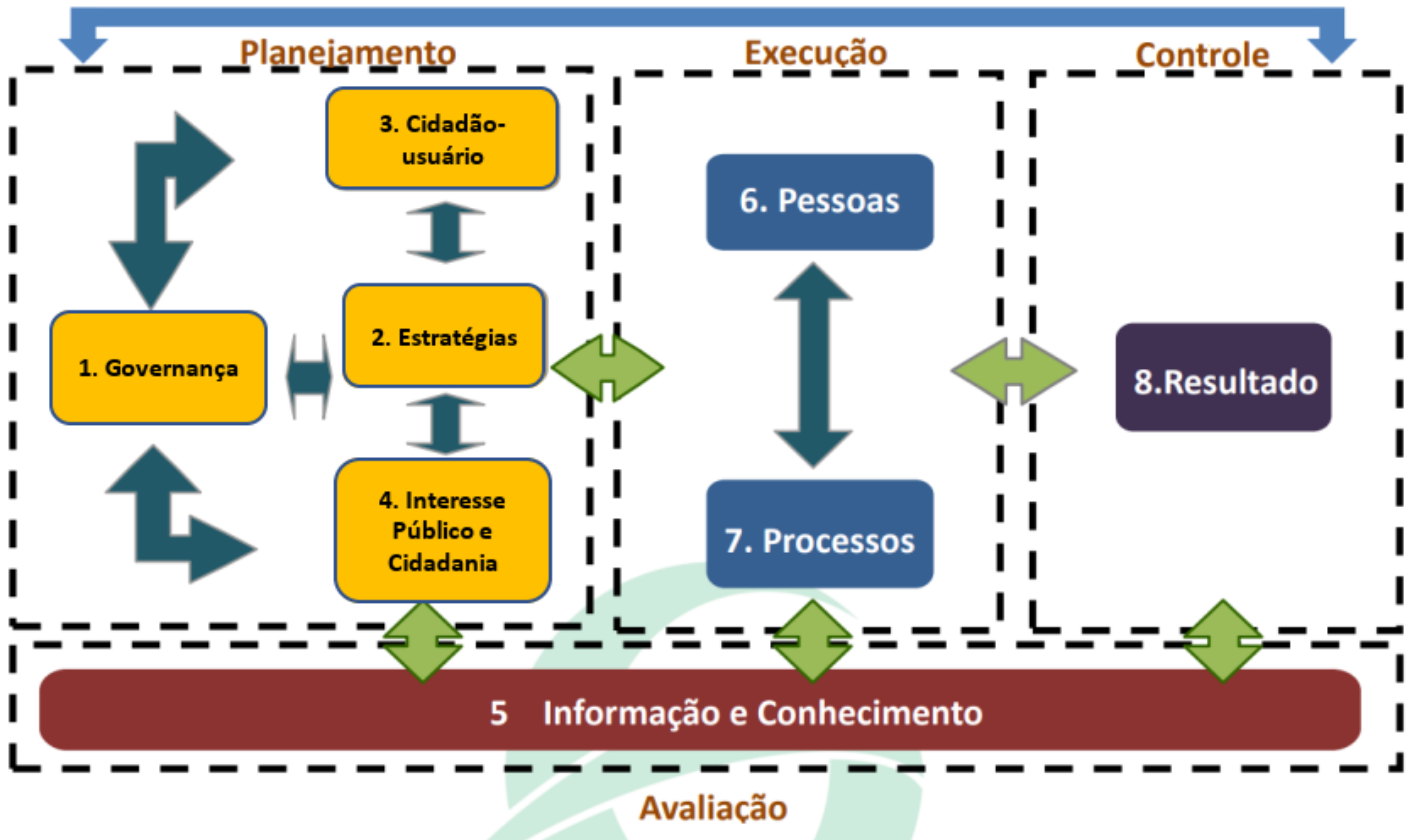 Planejamento
Execução
Controle
3. Cidadão-
usuário
2. Estratégias
1. Governança
4. Interesse
Público e
Cidadania
6. Pessoas
7. Processos
8.Resultado
5 Informação e Conhecimento
Avaliação